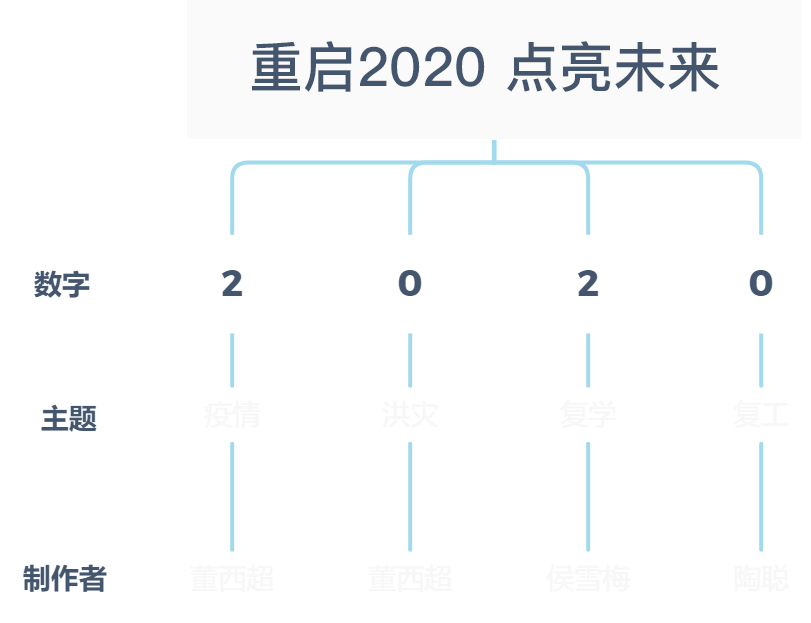 重启2020 点亮未来
数字 2 0 2 0
主题 疫情 洪灾 复学 复工
制作者 董西超 董西超 侯雪梅 陶聪